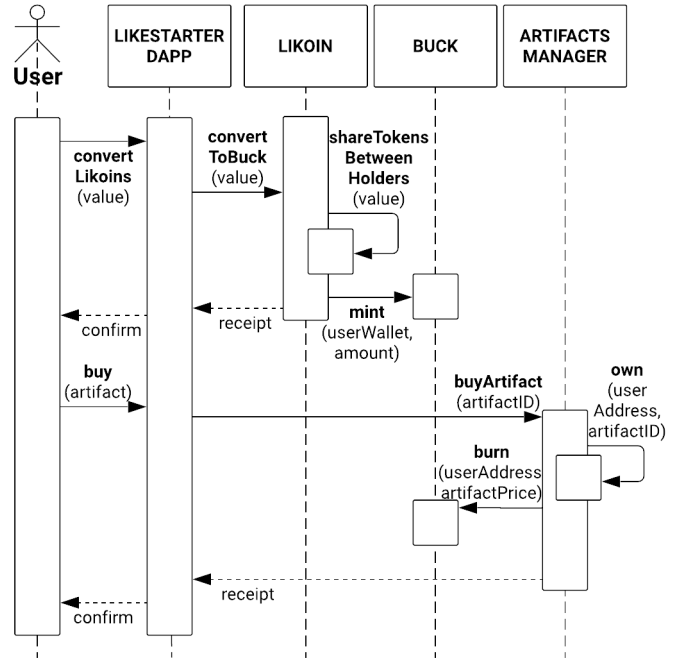 User
LIKESTARTER
DAPP
LIKOIN
BUCK
ARTIFACTS
MANAGER
convert
Likoins
(value)
convert
ToBuck
(value)
shareTokens
Between
Holders
(value)
mint
(userWallet,
amount)
receipt
confirm
buy
(artifact)
buyArtifact
(artifactID)
own
(user
Address,
artifactID)
burn
(userAddress
artifactPrice)
receipt
confirm